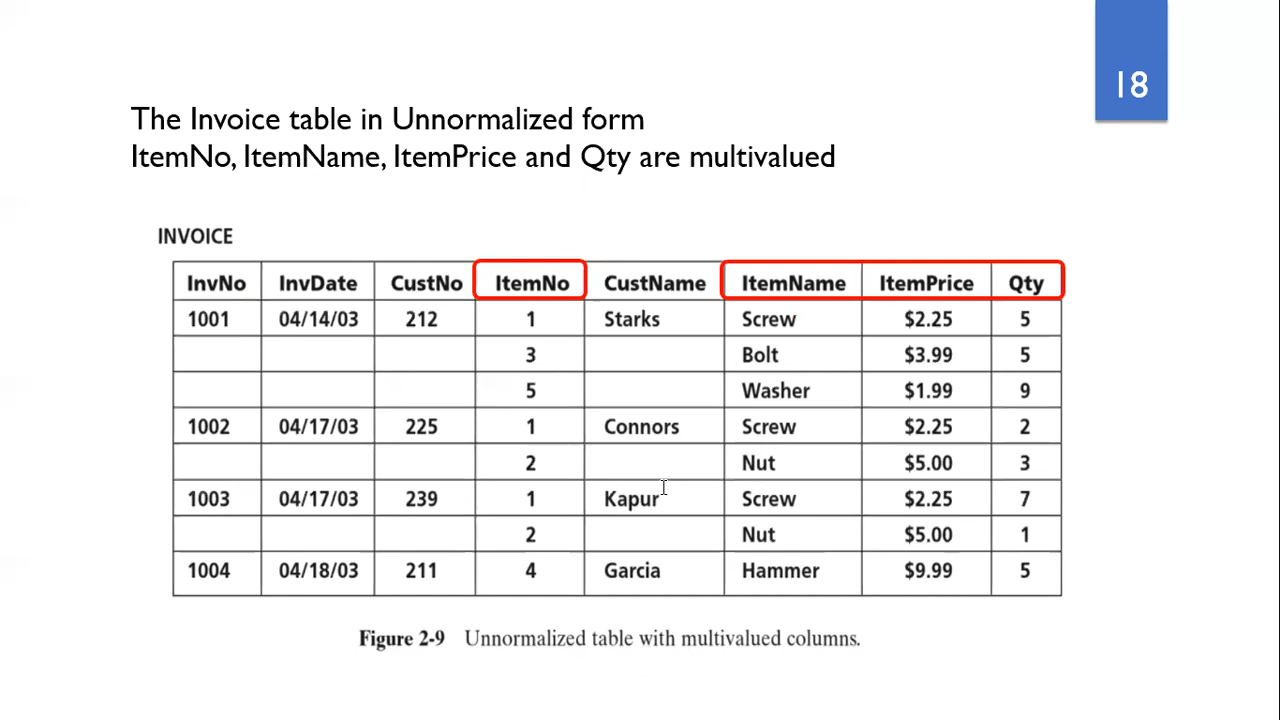 18
The Invoice table in Unnormalized form
ItemNo, ItemName, ItemPrice and Qty are multivalued
INVOICE
InvNo InvDate CustNo ItemNo CustName ItemName ItemPrice Qty
1001 04/14/03 212 1 Starks Screw $2.25 5
3 Bolt $3.99 5
5 Washer $1.99 9
1002 04/17/03 225 1 Connors Screw $2.25 2
2 Nut $5.00 3
1003 04/17/03 239 1 Kapur Screw $2.25 7
2 Nut $5.00 1
1004 04/18/03 211 4 Garcia Hammer $9.99 5
Figure 2-9 Unnormalized table with multivalued columns.